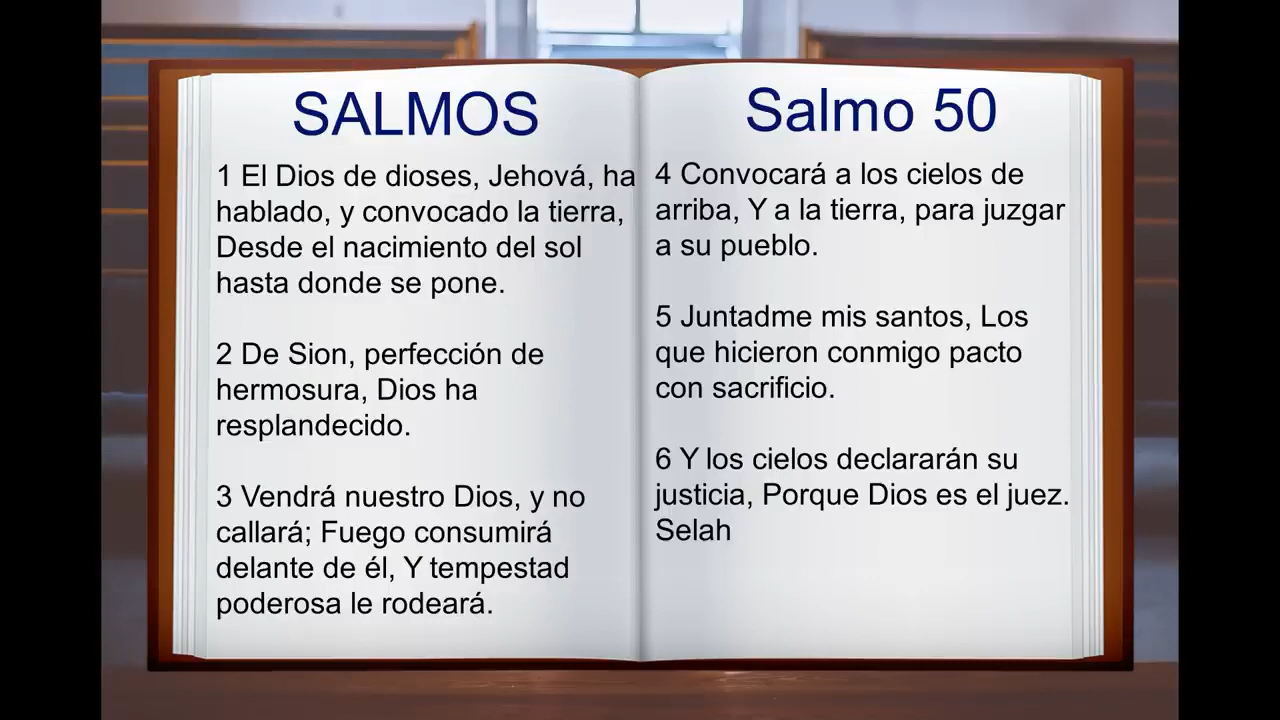 SALMOS
1 El Dios de dioses, Jehová, ha
hablado, y convocado la tierra,
Desde el nacimiento del sol
hasta donde se pone.
2 De Sion, perfección de
hermosura, Dios ha
resplandecido.
3 Vendrá nuestro Dios, y no
callará; Fuego consumirá
delante de él, Y tempestad
poderosa le rodeará.
Salmo 50
4 Convocará a los cielos de
arriba, Y a la tierra, para juzgar
a su pueblo.
5 Juntadme mis santos, Los
que hicieron conmigo pacto
con sacrificio.
6 Y los cielos declararán su
justicia, Porque Dios es el juez.
Selah